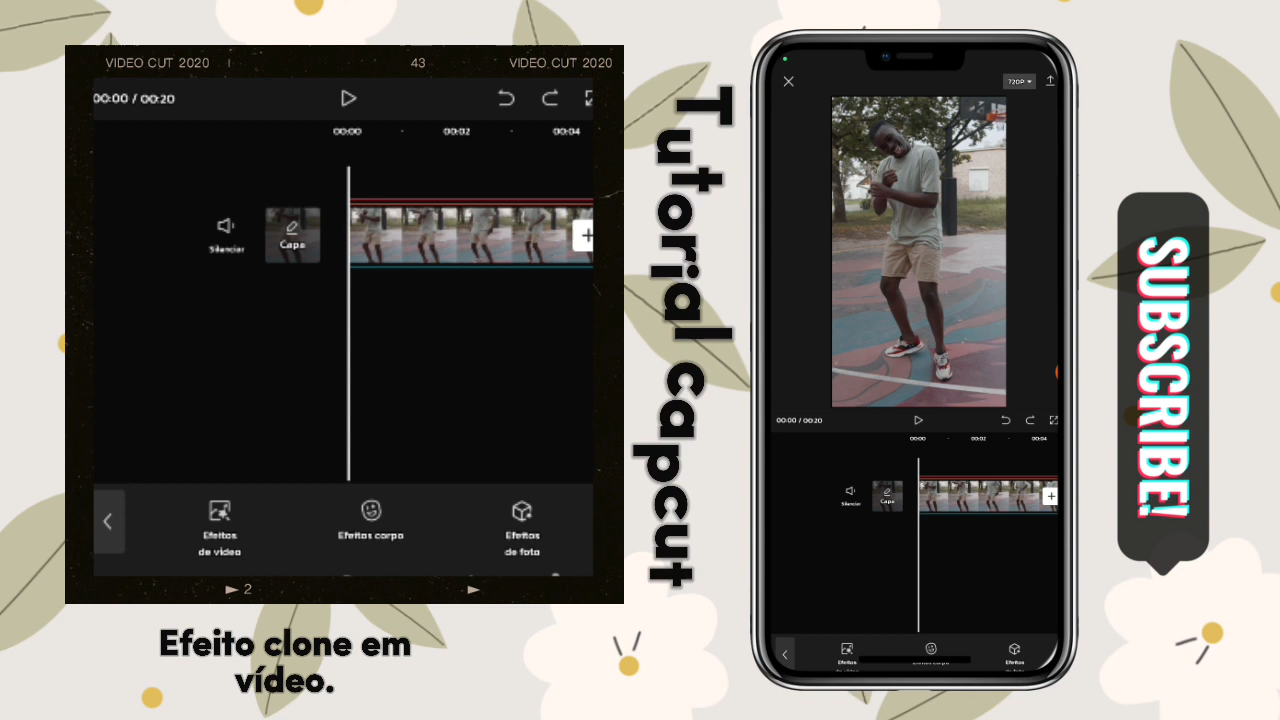 VIDEO CUT 2020
43
VIDEO CUT 2020
00:00 / 00:20
00:00 · 00:02 · 00:04
Silenciar
Capa
Efeitos
de vídeo
Efeitos corpo
Efeitos
de foto
2
Efeito clone em
vídeo.
Tutorial capcut
720P
00:00 / 00:20
00:00 · 00:02 · 00:04
Silenciar
Capa
Efeitos
Efeitos
SUBSCRIBE!